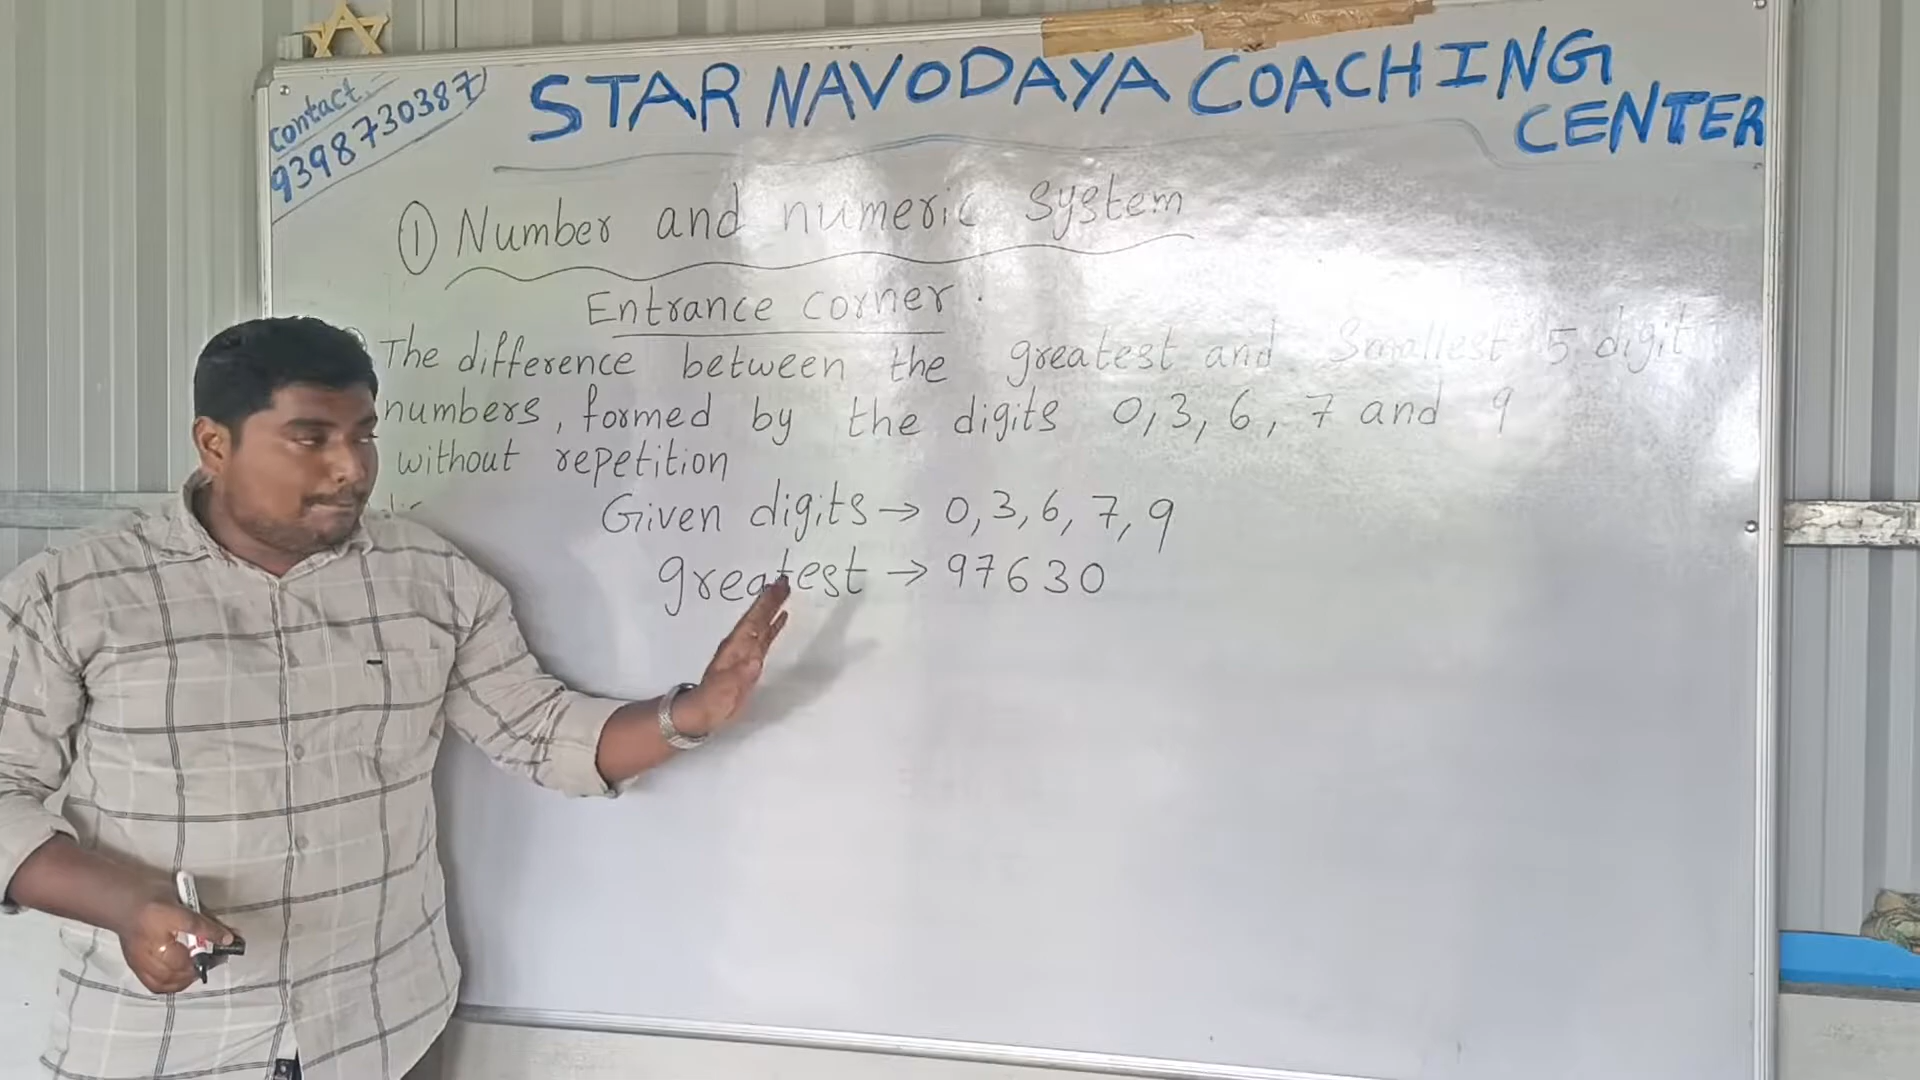 Contact:-
9398730387
STAR NAVODAYA COACHING
CENTER
① Number and numeric system
Entrance corner
The difference between the greatest and Smallest 5 digit
numbers, formed by the digits 0, 3, 6, 7 and 9
without repetition
Given digits → 0, 3, 6, 7, 9
greatest → 97630